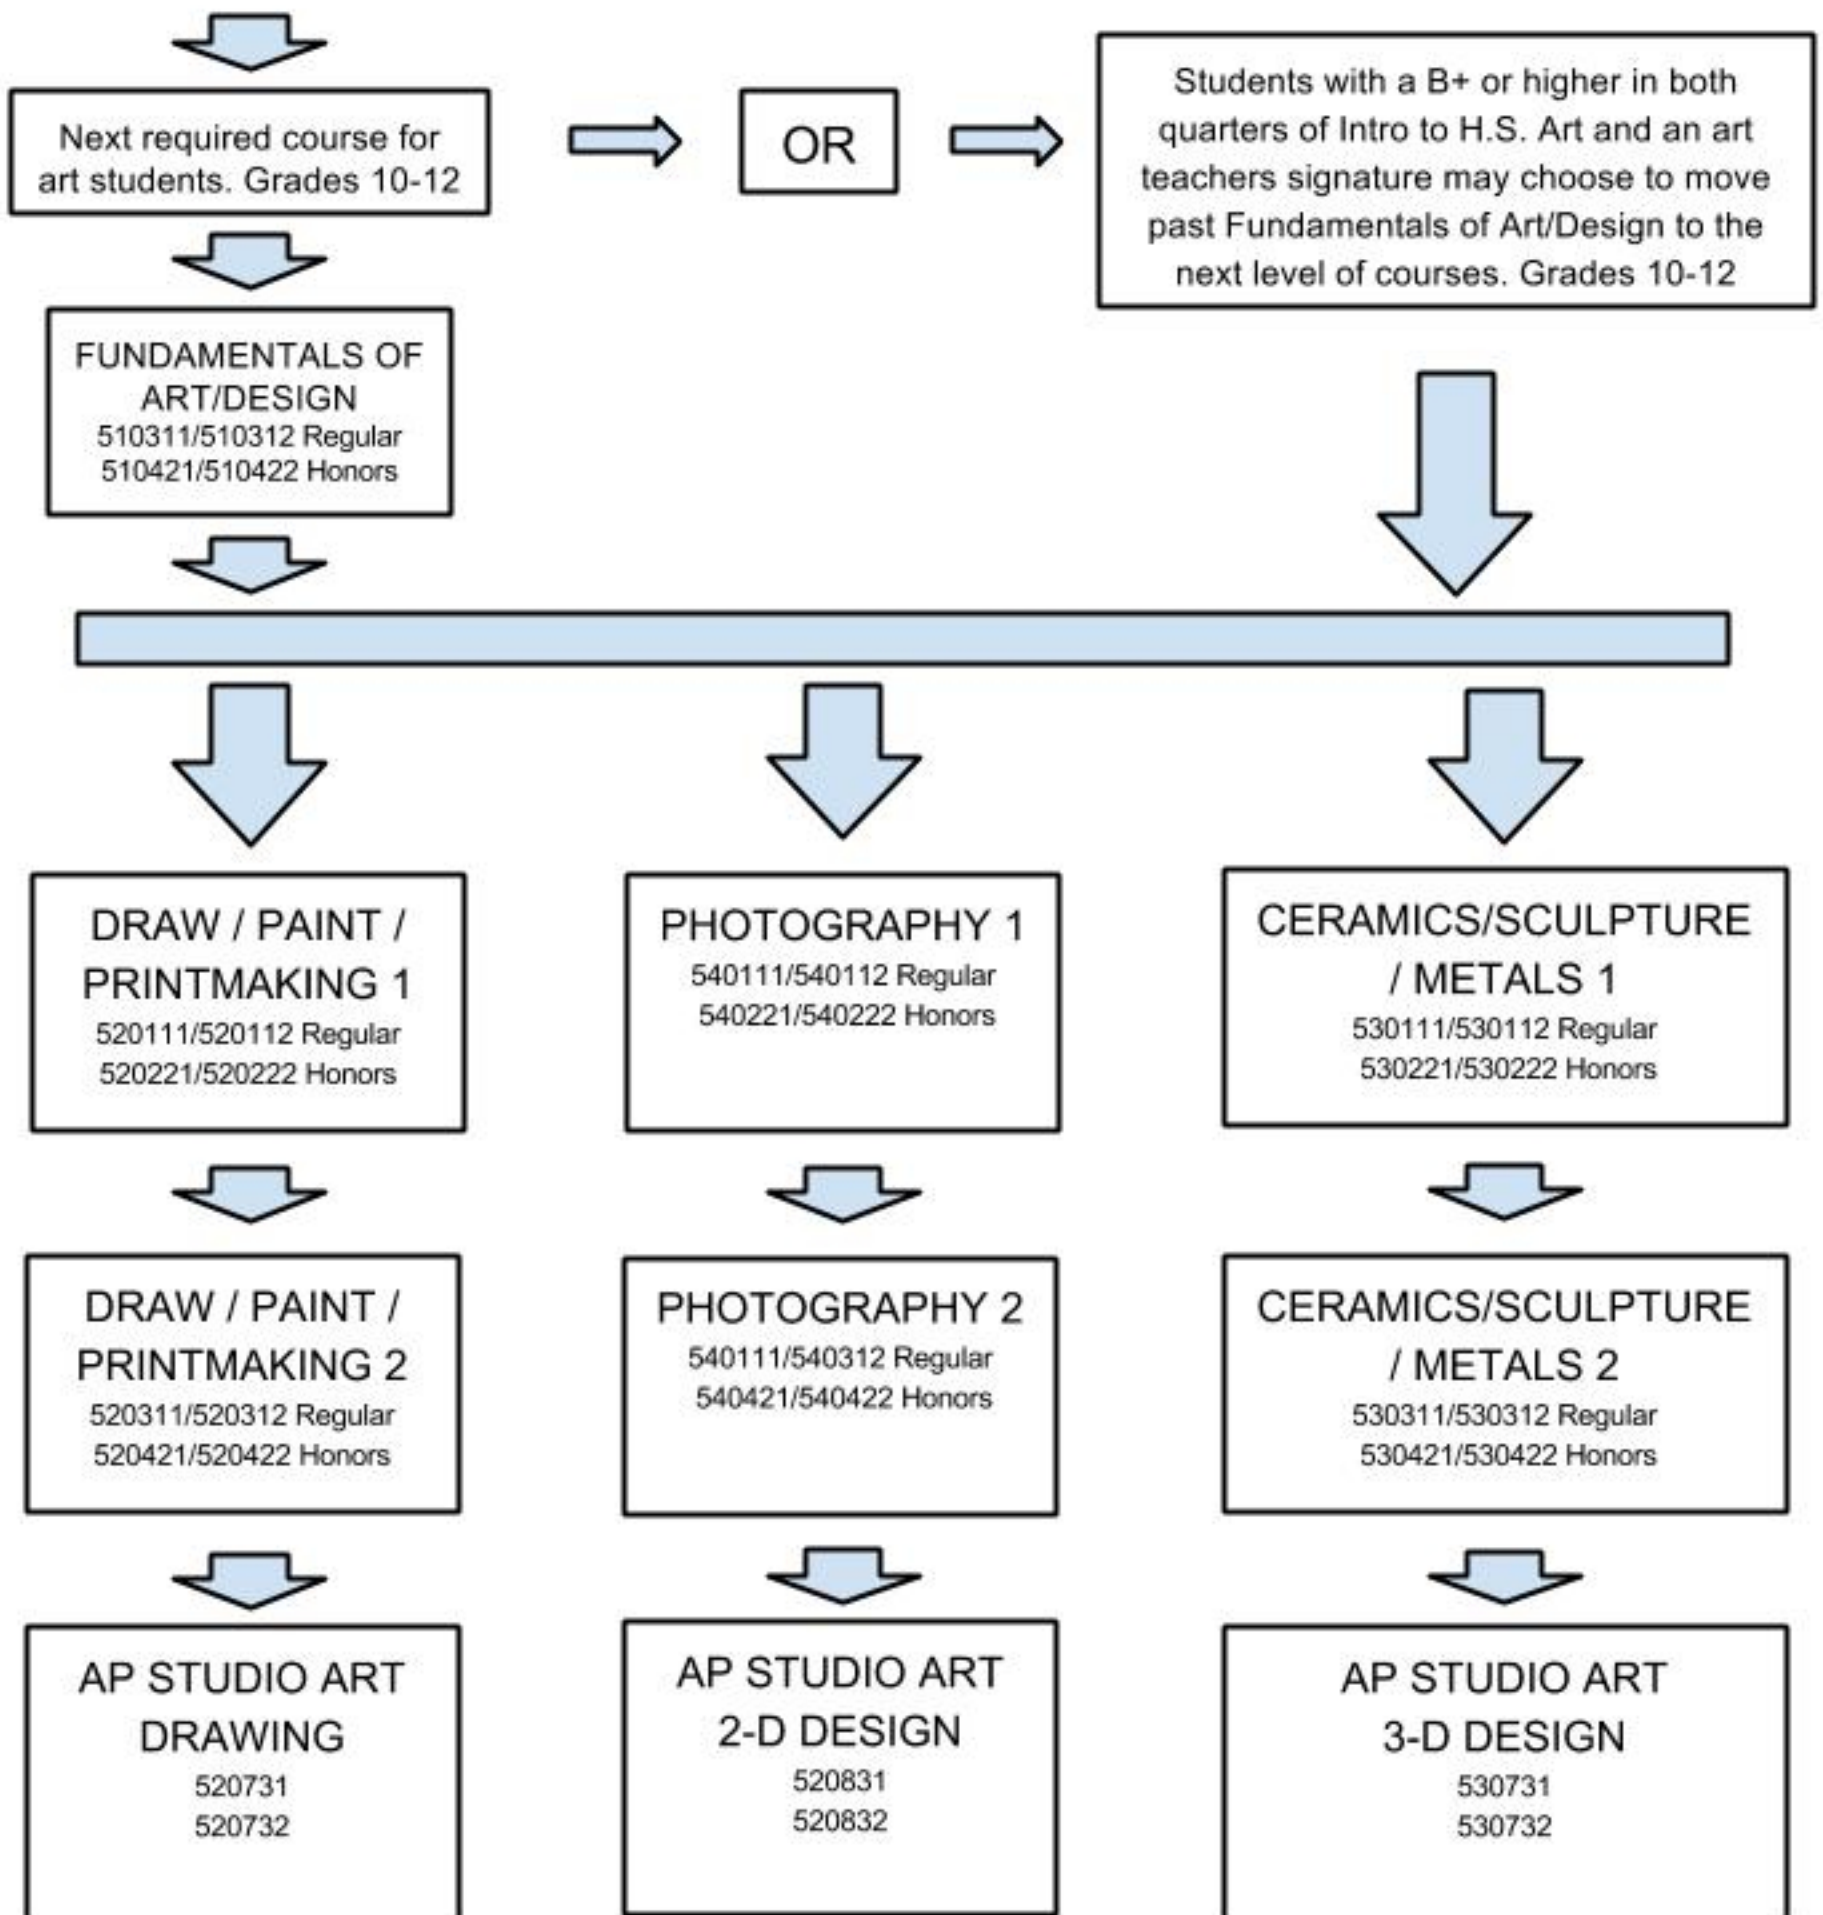 Next required course for
art students. Grades 10-12
OR
Students with a B+ or higher in both
quarters of Intro to H.S. Art and an art
teachers signature may choose to move
past Fundamentals of Art/Design to the
next level of courses. Grades 10-12
FUNDAMENTALS OF
ART/DESIGN
510311/510312 Regular
510421/510422 Honors
DRAW / PAINT /
PRINTMAKING 1
520111/520112 Regular
520221/520222 Honors
PHOTOGRAPHY 1
540111/540112 Regular
540221/540222 Honors
CERAMICS/SCULPTURE
/ METALS 1
530111/530112 Regular
530221/530222 Honors
DRAW / PAINT /
PRINTMAKING 2
520311/520312 Regular
520421/520422 Honors
PHOTOGRAPHY 2
540111/540312 Regular
540421/540422 Honors
CERAMICS/SCULPTURE
/ METALS 2
530311/530312 Regular
530421/530422 Honors
AP STUDIO ART
DRAWING
520731
520732
AP STUDIO ART
2-D DESIGN
520831
520832
AP STUDIO ART
3-D DESIGN
530731
530732